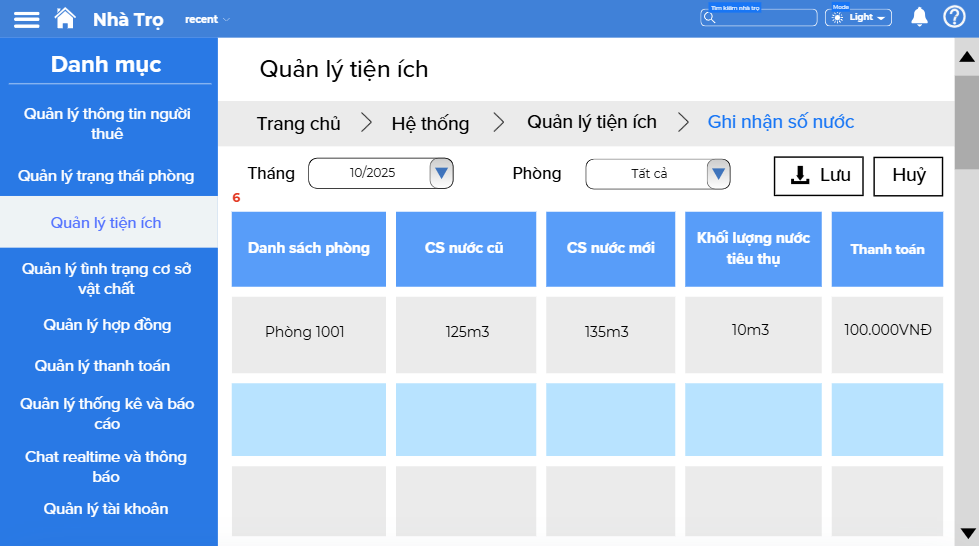 Nhà Trọ
recent
Tìm kiếm nhà trọ
Mode
Light
Danh mục
Quản lý thông tin người
thuê
Quản lý trạng thái phòng
Quản lý tiện ích
Quản lý tình trạng cơ sở
vật chất
Quản lý hợp đồng
Quản lý thanh toán
Quản lý thống kê và báo
cáo
Chat realtime và thông
báo
Quản lý tài khoản
Quản lý tiện ích
Trang chủ > Hệ thống > Quản lý tiện ích > Ghi nhận số nước
Tháng 10/2025 Phòng Tất cả Lưu Huỷ
6
Danh sách phòng CS nước cũ CS nước mới Khối lượng nước
tiêu thụ Thanh toán
Phòng 1001 125m3 135m3 10m3 100.000VNĐ